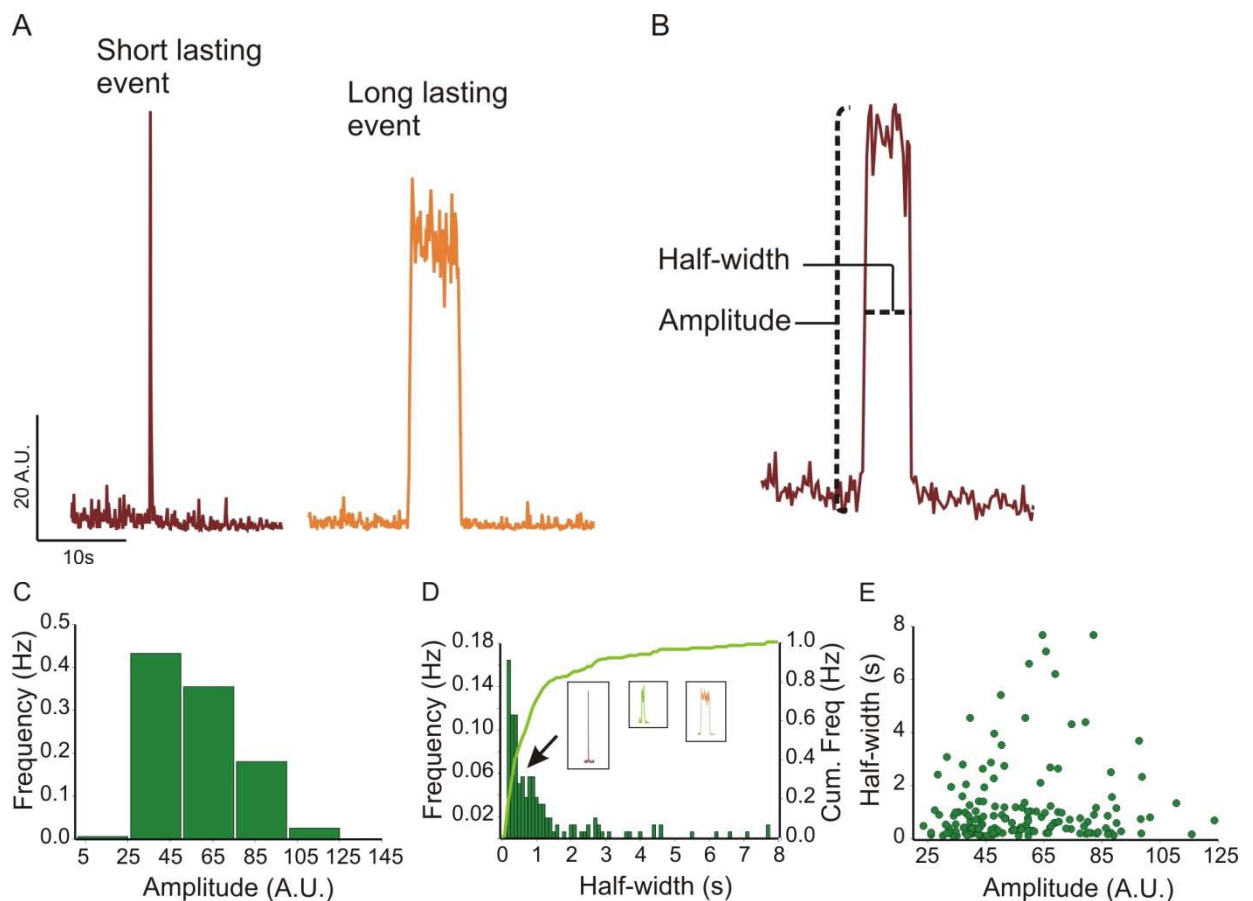 A
Short lasting
event
Long lasting
event
20 A.U.
10s
B
Half-width
Amplitude
C
Frequency (Hz)
0.5
0.4
0.3
0.2
0.1
0.0
5 25 45 65 85 105 125 145
Amplitude (A.U.)
D
Frequency (Hz)
0.18
0.14
0.10
0.06
0.02
0 1 2 3 4 5 6 7 8
Half-width (s)
1.0
0.8
0.6
0.4
0.2
0.0
Cum. Freq (Hz)
E
Half-width (s)
8
6
4
2
0
25 45 65 85 105 125
Amplitude (A.U.)